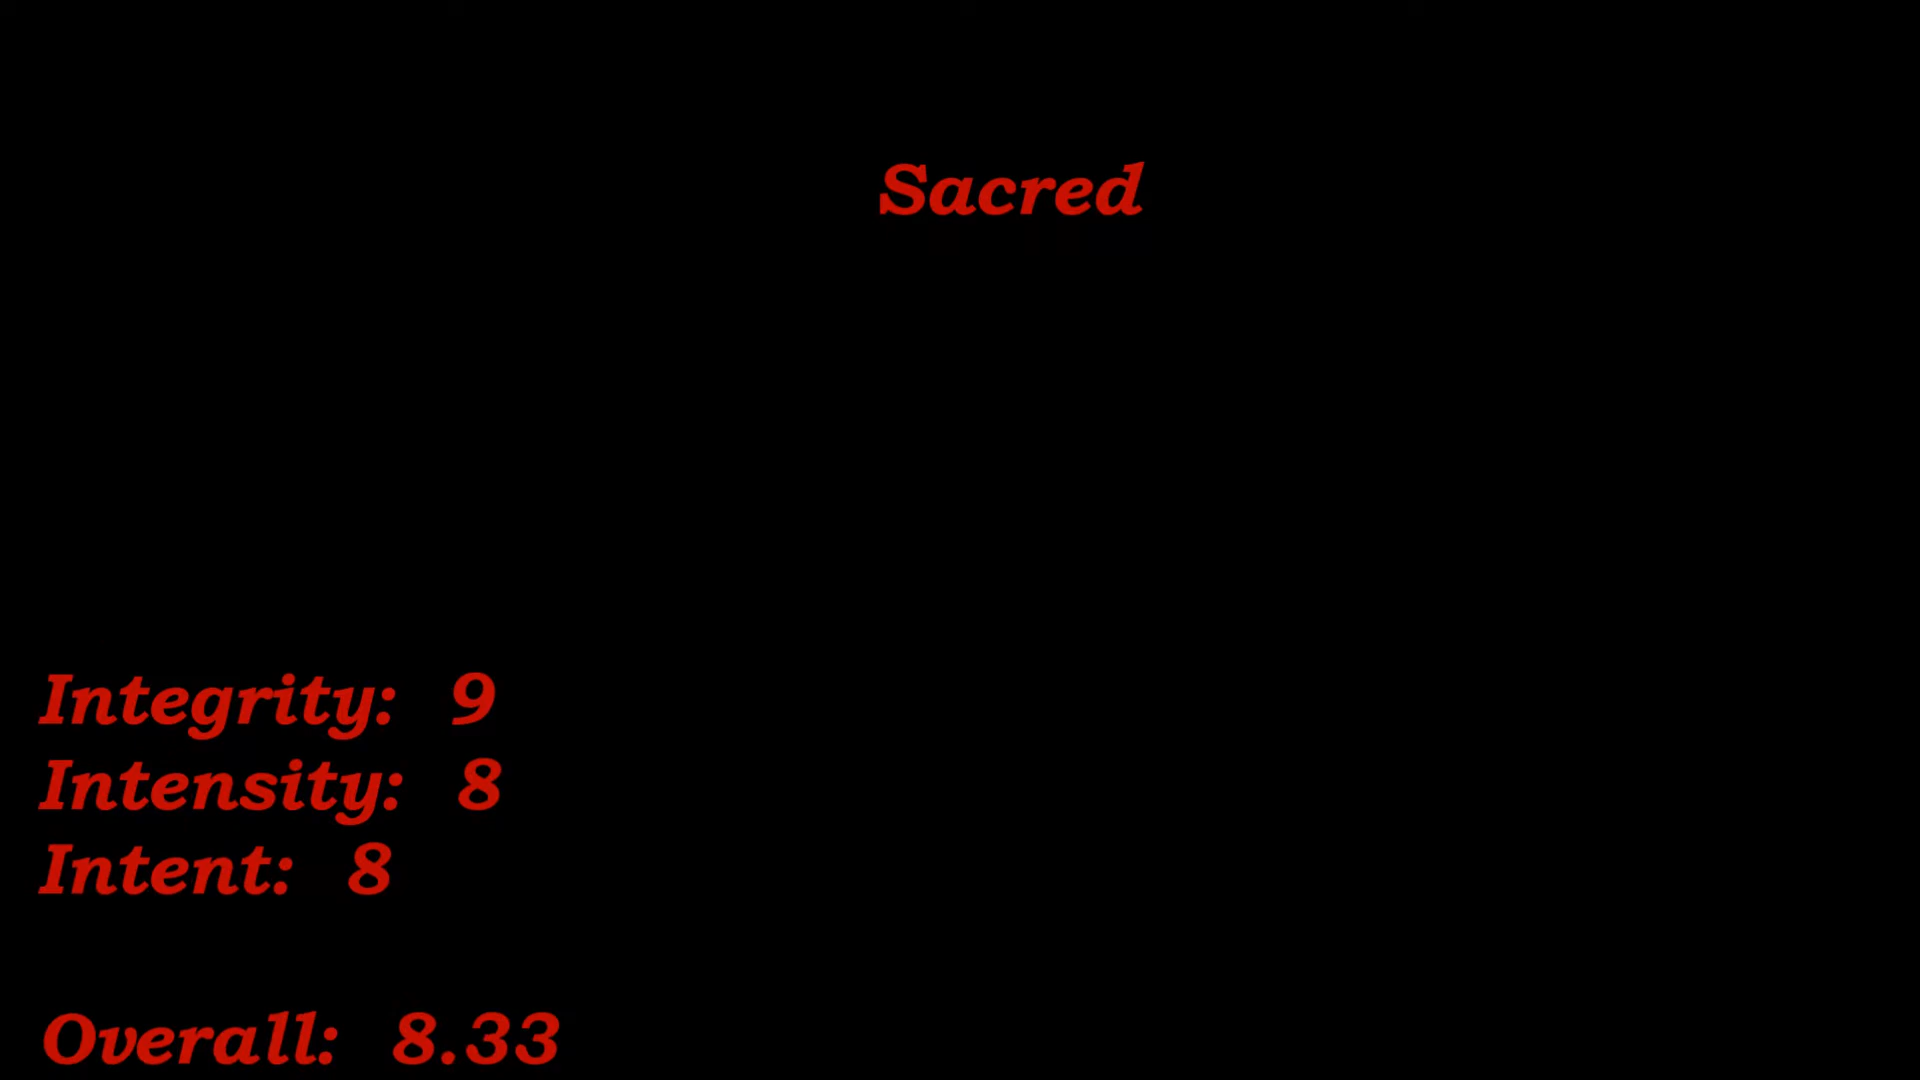 Sacred
Integrity: 9
Intensity: 8
Intent: 8
Overall: 8.33